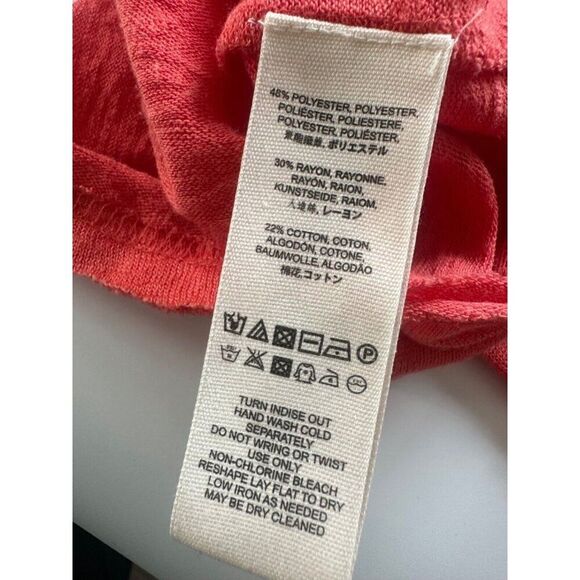 48% POLYESTER, POLYESTER,
POLIÉSTER, POLIESTERE,
POLYESTER, POLIÉSTER,
聚酯纖維, ポリエステル
30% RAYON, RAYONNE,
RAYÓN, RAION,
KUNSTSEIDE, RAIOM,
人造絲, レーヨン
22% COTTON, COTON,
ALGODÓN, COTONE,
BAUMWOLLE, ALGODÃO
棉花, コットン
TURN INDISE OUT
HAND WASH COLD
SEPARATELY
DO NOT WRING OR TWIST
USE ONLY
NON-CHLORINE BLEACH
RESHAPE LAY FLAT TO DRY
LOW IRON AS NEEDED
MAY BE DRY CLEANED